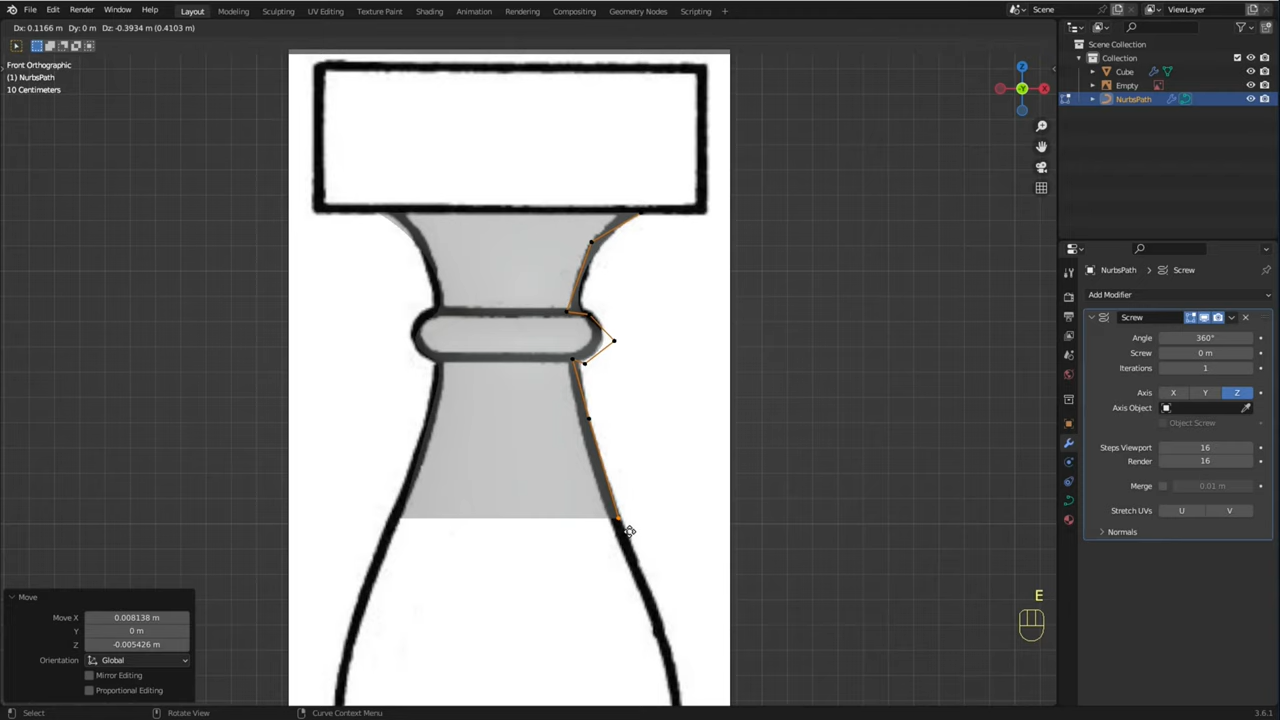 File Edit Render Window Help Layout Modeling Sculpting UV Editing Texture Paint Shading Animation Rendering Compositing Geometry Nodes Scripting + Scene ViewLayer
Dx: 0.1166 m   Dy: 0 m   Dz: -0.3934 m (0.4103 m)
Front Orthographic
(1) NurbsPath
10 Centimeters
Z
X
Y
Scene Collection
Collection
Cube
Empty
NurbsPath
NurbsPath > Screw
Add Modifier
Screw
Angle 360°
Screw 0 m
Iterations 1
Axis X Y Z
Axis Object
Object Screw
Steps Viewport 16
Render 16
Merge 0.01 m
Stretch UVs U V
Normals
E
Move
Move X 0.008138 m
Y 0 m
Z -0.005426 m
Orientation Global
Mirror Editing
Proportional Editing
Select Rotate View Curve Context Menu 3.6.1